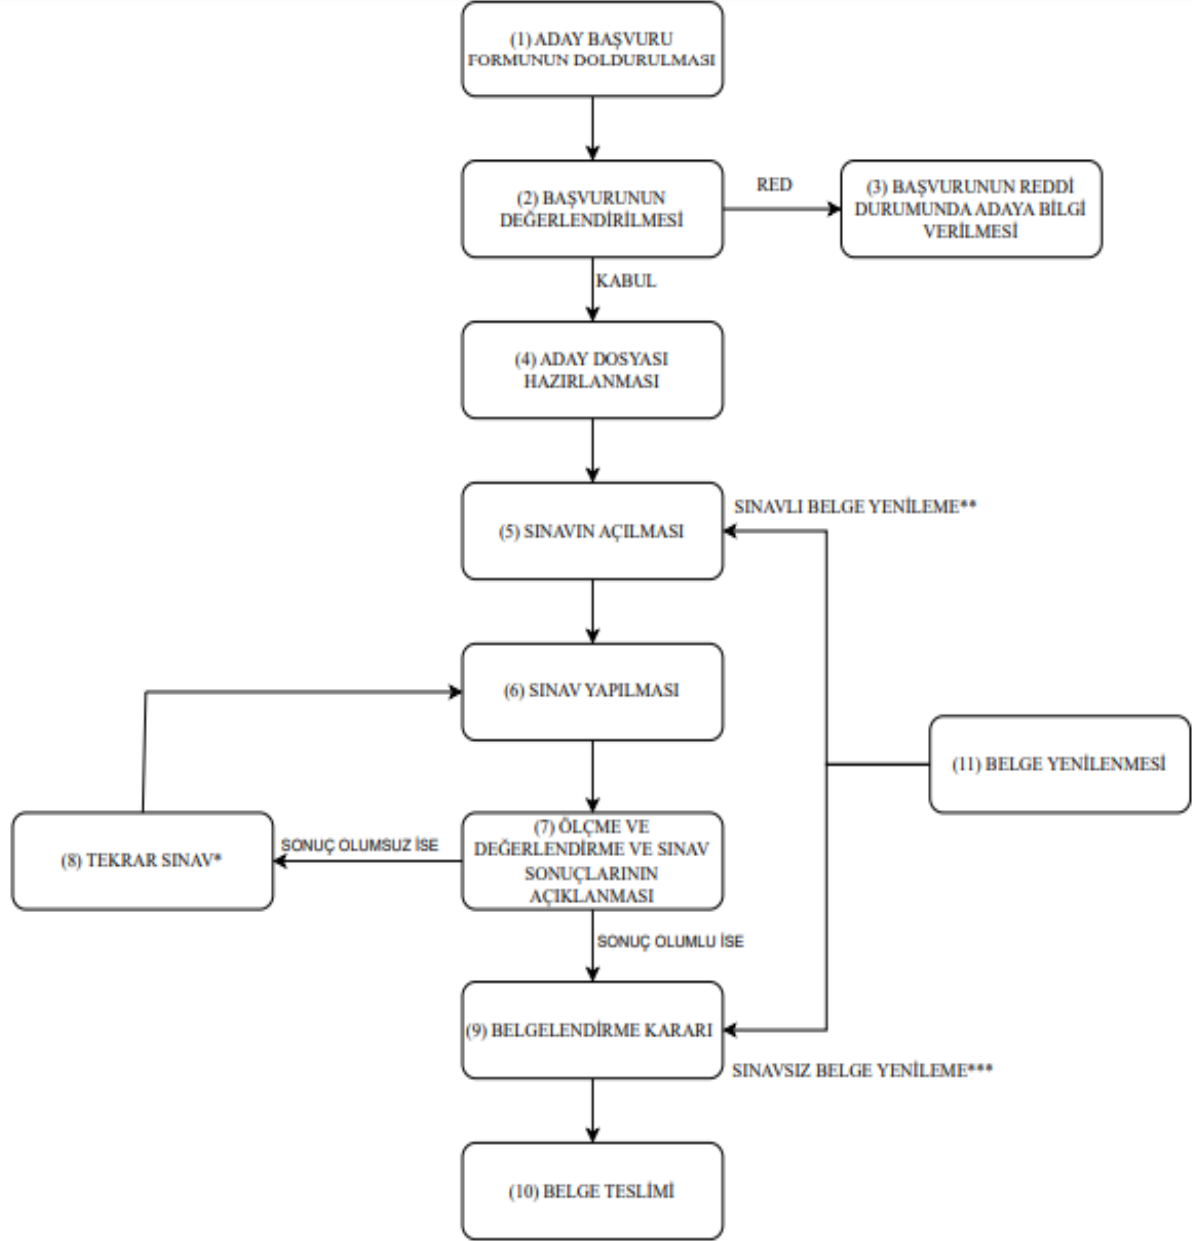 (1) ADAY BAŞVURU
FORMUNUN DOLDURULMASI
(2) BAŞVURUNUN
DEĞERLENDİRİLMESİ
RED
(3) BAŞVURUNUN REDDİ
DURUMUNDA ADAYA BİLGİ
VERİLMESİ
KABUL
(4) ADAY DOSYASI
HAZIRLANMASI
SINAVLI BELGE YENİLEME**
(5) SINAVIN AÇILMASI
(6) SINAV YAPILMASI
(11) BELGE YENİLENMESİ
(7) ÖLÇME VE
DEĞERLENDİRME VE SINAV
SONUÇLARININ
AÇIKLANMASI
SONUÇ OLUMSUZ İSE
(8) TEKRAR SINAV*
SONUÇ OLUMLU İSE
(9) BELGELENDİRME KARARI
SINAVSIZ BELGE YENİLEME***
(10) BELGE TESLİMİ